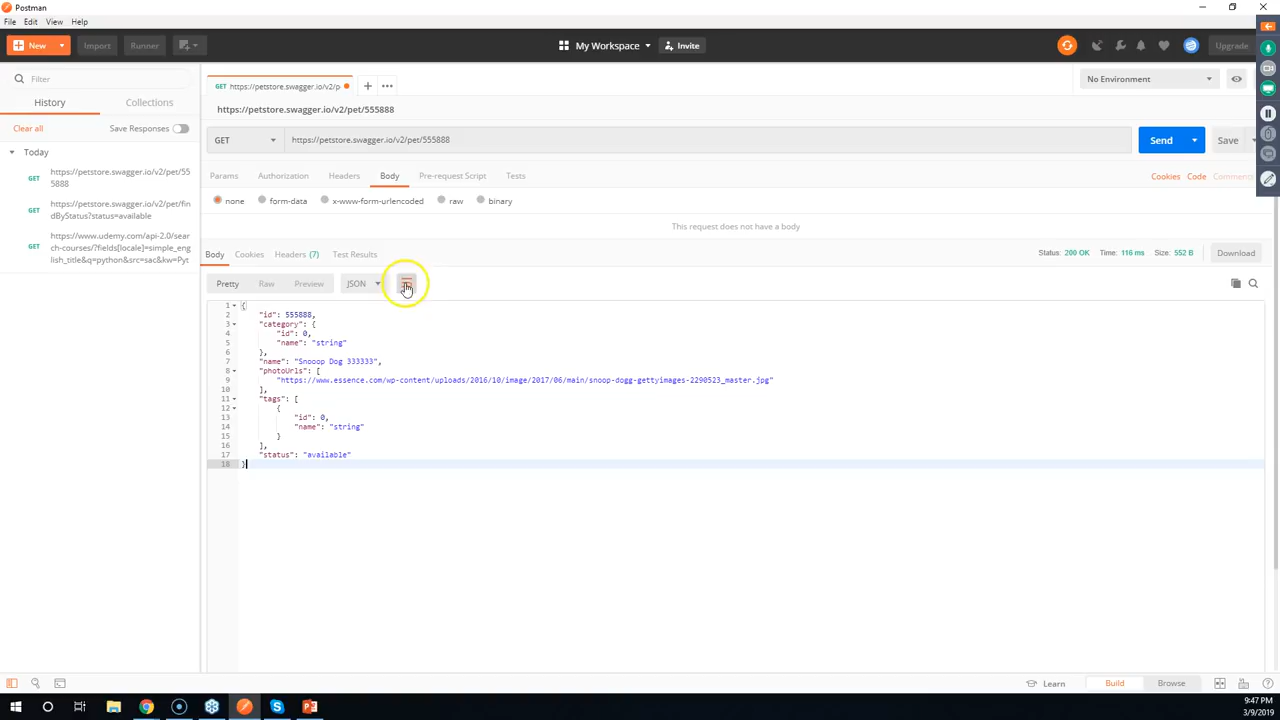 Postman
File Edit View Help
New Import Runner My Workspace Invite Upgrade
Filter
History Collections
Clear all Save Responses
Today
GET https://petstore.swagger.io/v2/pet/55
5888
GET https://petstore.swagger.io/v2/pet/fin
dByStatus?status=available
GET https://www.udemy.com/api-2.0/sear
ch-courses/?fields[locale]=simple_engl
ish_title&q=python&src=sac&kw=Pyt
GET https://petstore.swagger.io/v2/p
No Environment
https://petstore.swagger.io/v2/pet/555888
GET https://petstore.swagger.io/v2/pet/555888 Send Save
Params Authorization Headers Body Pre-request Script Tests Cookies Code Comments
none form-data x-www-form-urlencoded raw binary
This request does not have a body
Body Cookies Headers (7) Test Results Status: 200 OK Time: 116 ms Size: 552 B Download
Pretty Raw Preview JSON
1 {
2 "id": 555888,
3 "category": {
4 "id": 0,
5 "name": "string"
6 },
7 "name": "Snooop Dog 333333",
8 "photoUrls": [
9 "https://www.essence.com/wp-content/uploads/2016/10/image/2017/06/main/snoop-dogg-gettyimages-2290523_master.jpg"
10 ],
11 "tags": [
12 {
13 "id": 0,
14 "name": "string"
15 }
16 ],
17 "status": "available"
18 }
Learn Build Browse
9:47 PM
3/9/2019